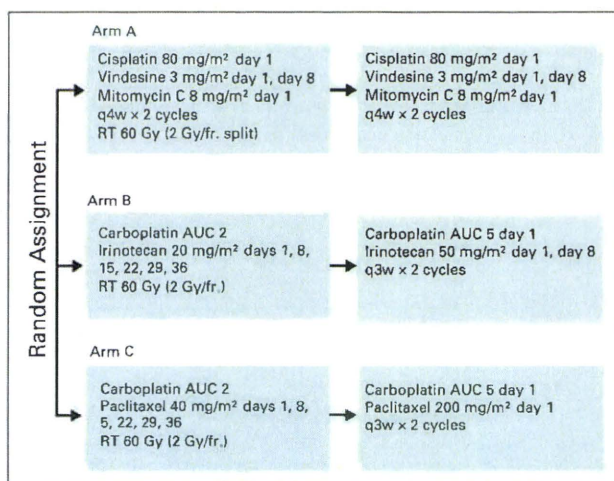 Random Assignment
Arm A
Cisplatin 80 mg/m² day 1
Vindesine 3 mg/m² day 1, day 8
Mitomycin C 8 mg/m² day 1
q4w × 2 cycles
RT 60 Gy (2 Gy/fr. split)
Cisplatin 80 mg/m² day 1
Vindesine 3 mg/m² day 1, day 8
Mitomycin C 8 mg/m² day 1
q4w × 2 cycles
Arm B
Carboplatin AUC 2
Irinotecan 20 mg/m² days 1, 8,
15, 22, 29, 36
RT 60 Gy (2 Gy/fr.)
Carboplatin AUC 5 day 1
Irinotecan 50 mg/m² day 1, day 8
q3w × 2 cycles
Arm C
Carboplatin AUC 2
Paclitaxel 40 mg/m² days 1, 8,
5, 22, 29, 36
RT 60 Gy (2 Gy/fr.)
Carboplatin AUC 5 day 1
Paclitaxel 200 mg/m² day 1
q3w × 2 cycles